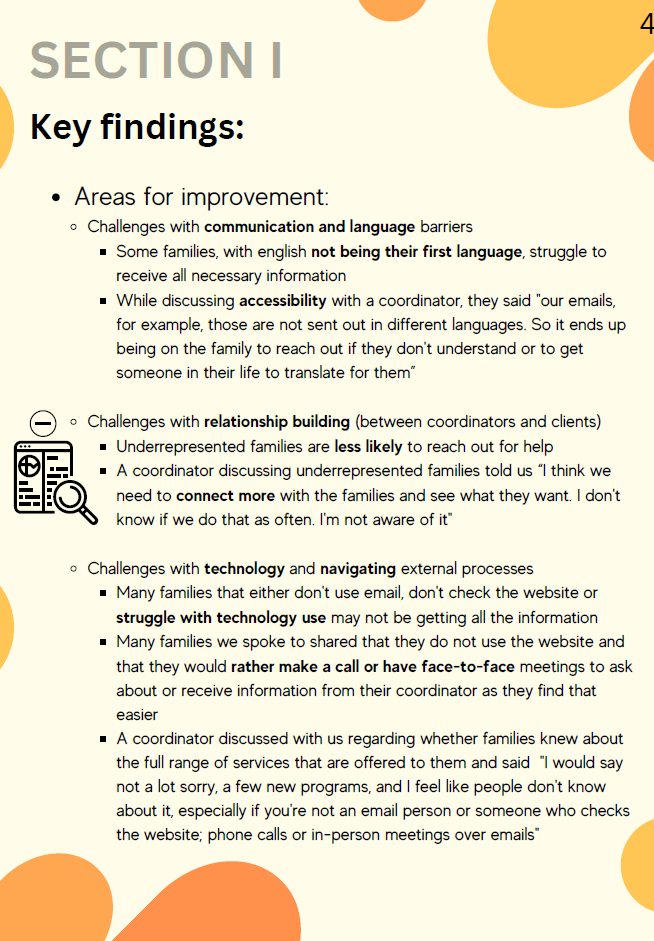 4
SECTION I
Key findings:
• Areas for improvement:
◦ Challenges with communication and language barriers
▪ Some families, with english not being their first language, struggle to
receive all necessary information
▪ While discussing accessibility with a coordinator, they said "our emails,
for example, those are not sent out in different languages. So it ends up
being on the family to reach out if they don't understand or to get
someone in their life to translate for them”
◦ Challenges with relationship building (between coordinators and clients)
▪ Underrepresented families are less likely to reach out for help
▪ A coordinator discussing underrepresented families told us “I think we
need to connect more with the families and see what they want. I don't
know if we do that as often. I'm not aware of it"
◦ Challenges with technology and navigating external processes
▪ Many families that either don't use email, don't check the website or
struggle with technology use may not be getting all the information
▪ Many families we spoke to shared that they do not use the website and
that they would rather make a call or have face-to-face meetings to ask
about or receive information from their coordinator as they find that
easier
▪ A coordinator discussed with us regarding whether families knew about
the full range of services that are offered to them and said  "I would say
not a lot sorry, a few new programs, and I feel like people don't know
about it, especially if you're not an email person or someone who checks
the website; phone calls or in-person meetings over emails"